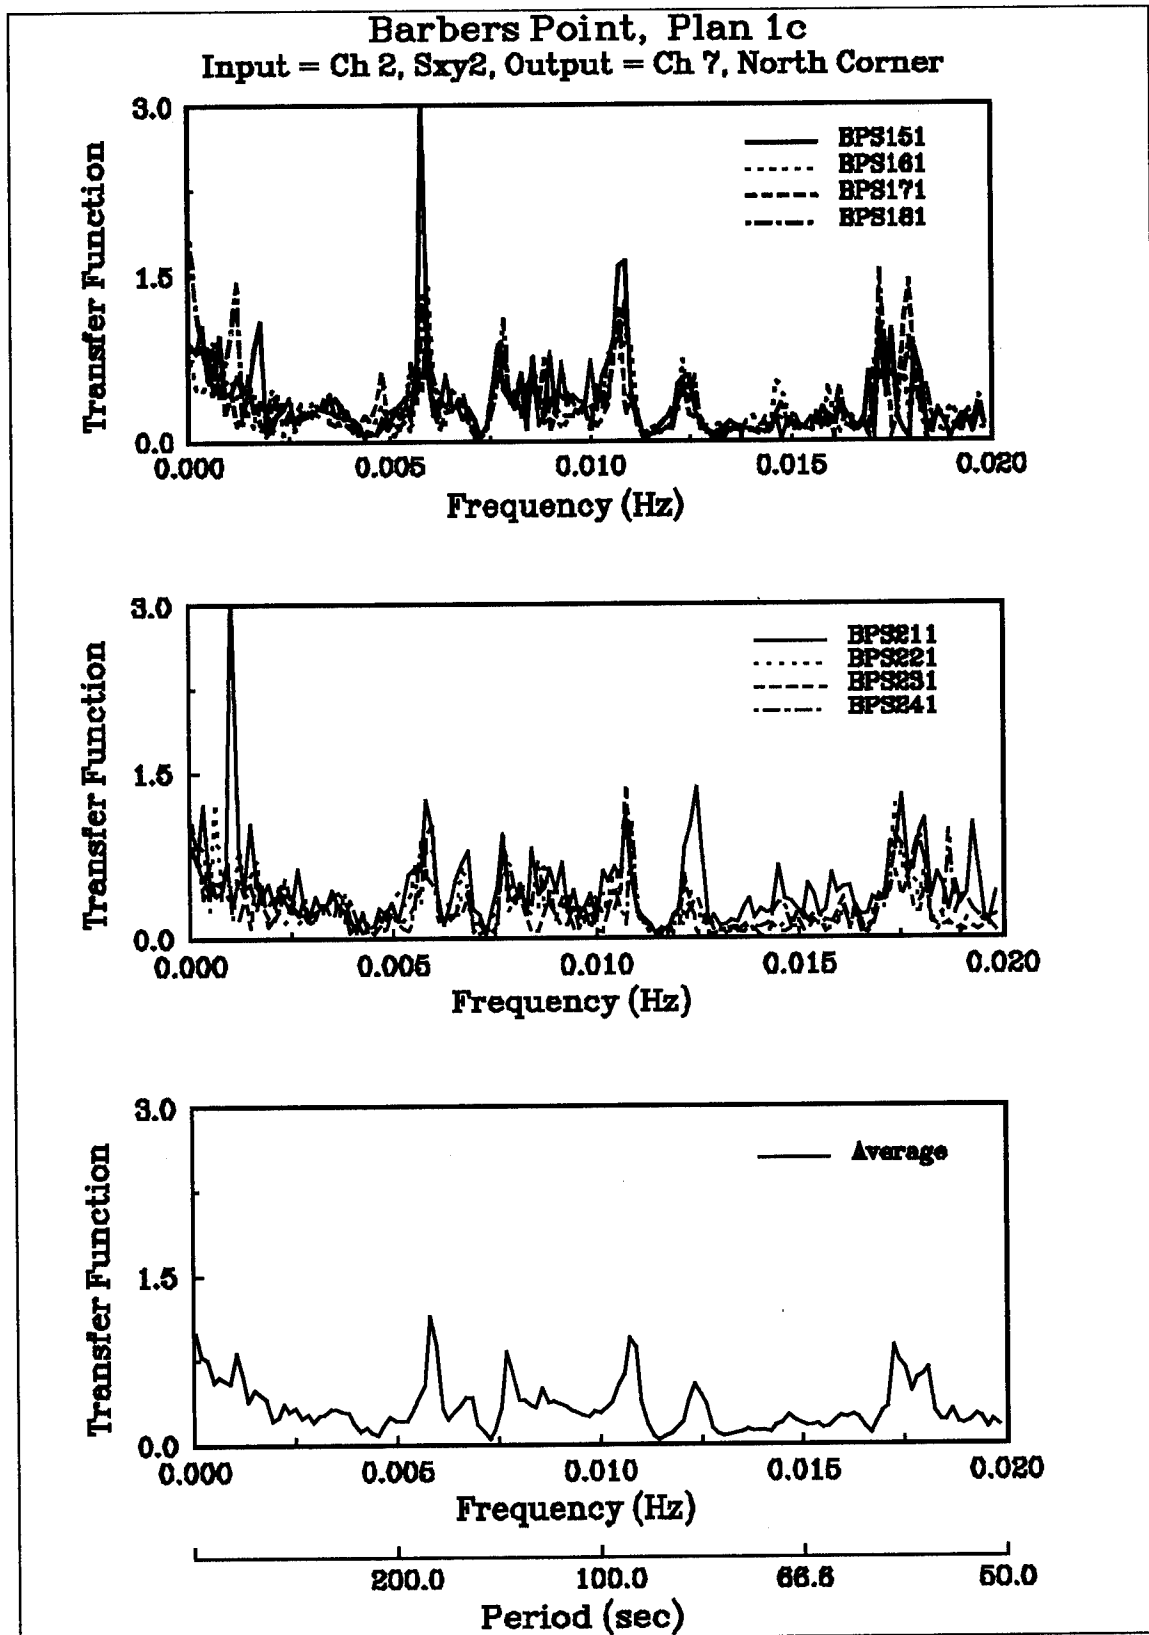 Barbers Point, Plan 1c
Input = Ch 2, Sxy2, Output = Ch 7, North Corner
3.0
1.5
0.0
Transfer Function
BPS151
BPS161
BPS171
BPS181
0.000 0.005 0.010 0.015 0.020
Frequency (Hz)
3.0
1.5
0.0
Transfer Function
BPS211
BPS221
BPS231
BPS241
0.000 0.005 0.010 0.015 0.020
Frequency (Hz)
3.0
1.5
0.0
Transfer Function
Average
0.000 0.005 0.010 0.015 0.020
Frequency (Hz)
200.0 100.0 66.6 50.0
Period (sec)